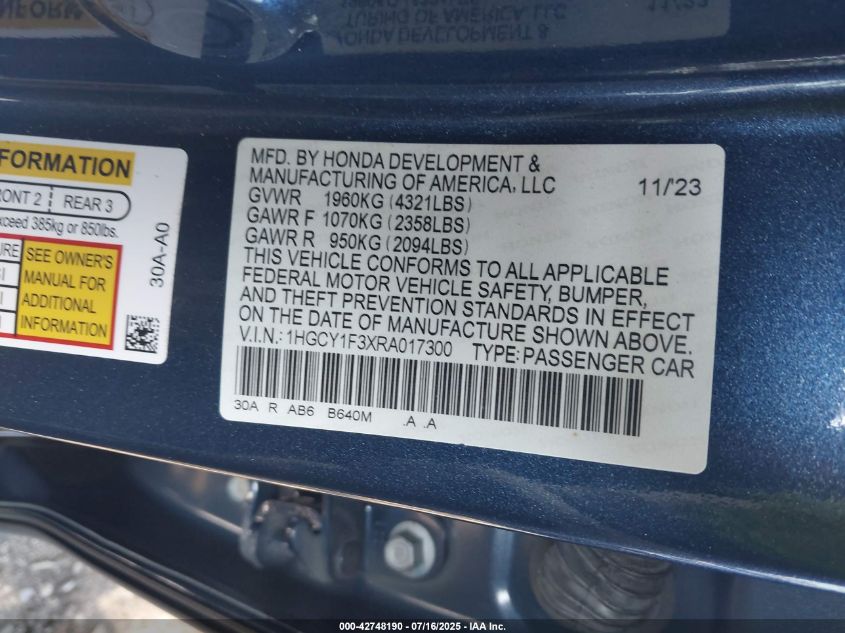 MFD. BY HONDA DEVELOPMENT &
MANUFACTURING OF AMERICA, LLC 11/23
GVWR 1960KG (4321LBS)
GAWR F 1070KG (2358LBS)
GAWR R 950KG (2094LBS)
THIS VEHICLE CONFORMS TO ALL APPLICABLE
FEDERAL MOTOR VEHICLE SAFETY, BUMPER,
AND THEFT PREVENTION STANDARDS IN EFFECT
ON THE DATE OF MANUFACTURE SHOWN ABOVE.
V.I.N.: 1HGCY1F3XRA017300 TYPE: PASSENGER CAR
30A R AB6 B640M .A .A
2 REAR 3
exceed 385kg or 850lbs.
SEE OWNER'S
MANUAL FOR
ADDITIONAL
INFORMATION
30A-A0
000-42748190 - 07/16/2025 - IAA Inc.